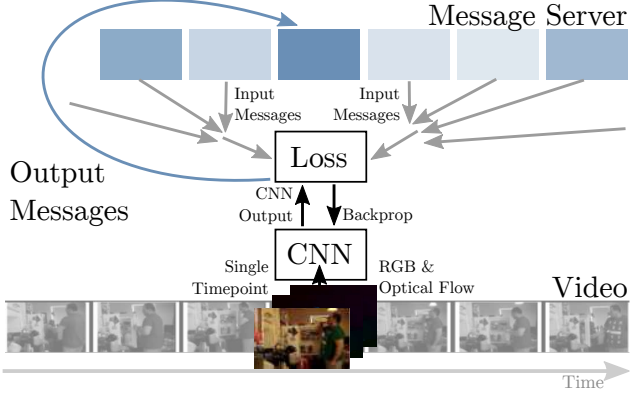 Message Server
Input
Messages
Input
Messages
Loss
Output
Messages
CNN
Output
Backprop
CNN
Single
Timepoint
RGB &
Optical Flow
Video
Time